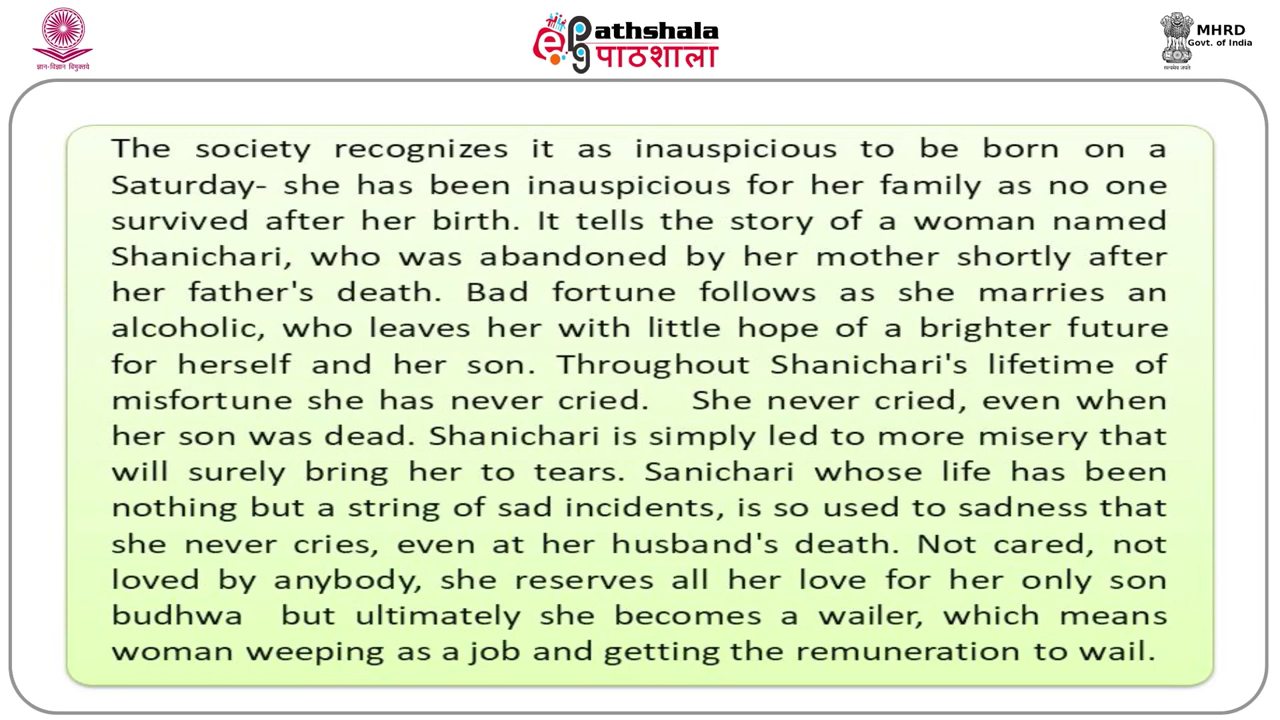 ज्ञान-विज्ञान विमुक्तये
ePG Pathshala
पाठशाला
MHRD
Govt. of India
सत्यमेव जयते
The society recognizes it as inauspicious to be born on a
Saturday- she has been inauspicious for her family as no one
survived after her birth. It tells the story of a woman named
Shanichari, who was abandoned by her mother shortly after
her father's death. Bad fortune follows as she marries an
alcoholic, who leaves her with little hope of a brighter future
for herself and her son. Throughout Shanichari's lifetime of
misfortune she has never cried.   She never cried, even when
her son was dead. Shanichari is simply led to more misery that
will surely bring her to tears. Sanichari whose life has been
nothing but a string of sad incidents, is so used to sadness that
she never cries, even at her husband's death. Not cared, not
loved by anybody, she reserves all her love for her only son
budhwa  but ultimately she becomes a wailer, which means
woman weeping as a job and getting the remuneration to wail.